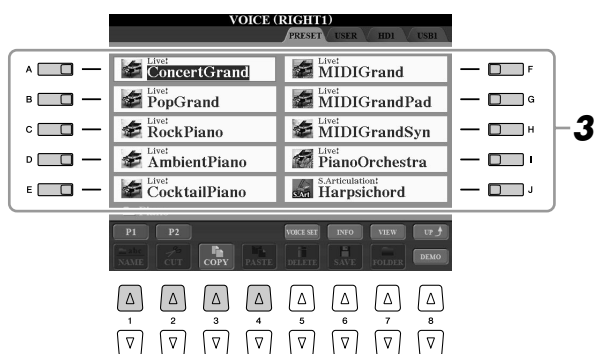 VOICE (RIGHT1)
PRESET USER HD1 USB1
A Live! ConcertGrand Live! MIDIGrand F
B Live! PopGrand Live! MIDIGrandPad G
C Live! RockPiano Live! MIDIGrandSyn H
D Live! AmbientPiano Live! PianoOrchestra I
E Live! CocktailPiano S.Art. S.Articulation! Harpsichord J
3
P1 P2 VOICE SET INFO VIEW UP
NAME CUT COPY PASTE DELETE SAVE FOLDER DEMO
1 2 3 4 5 6 7 8